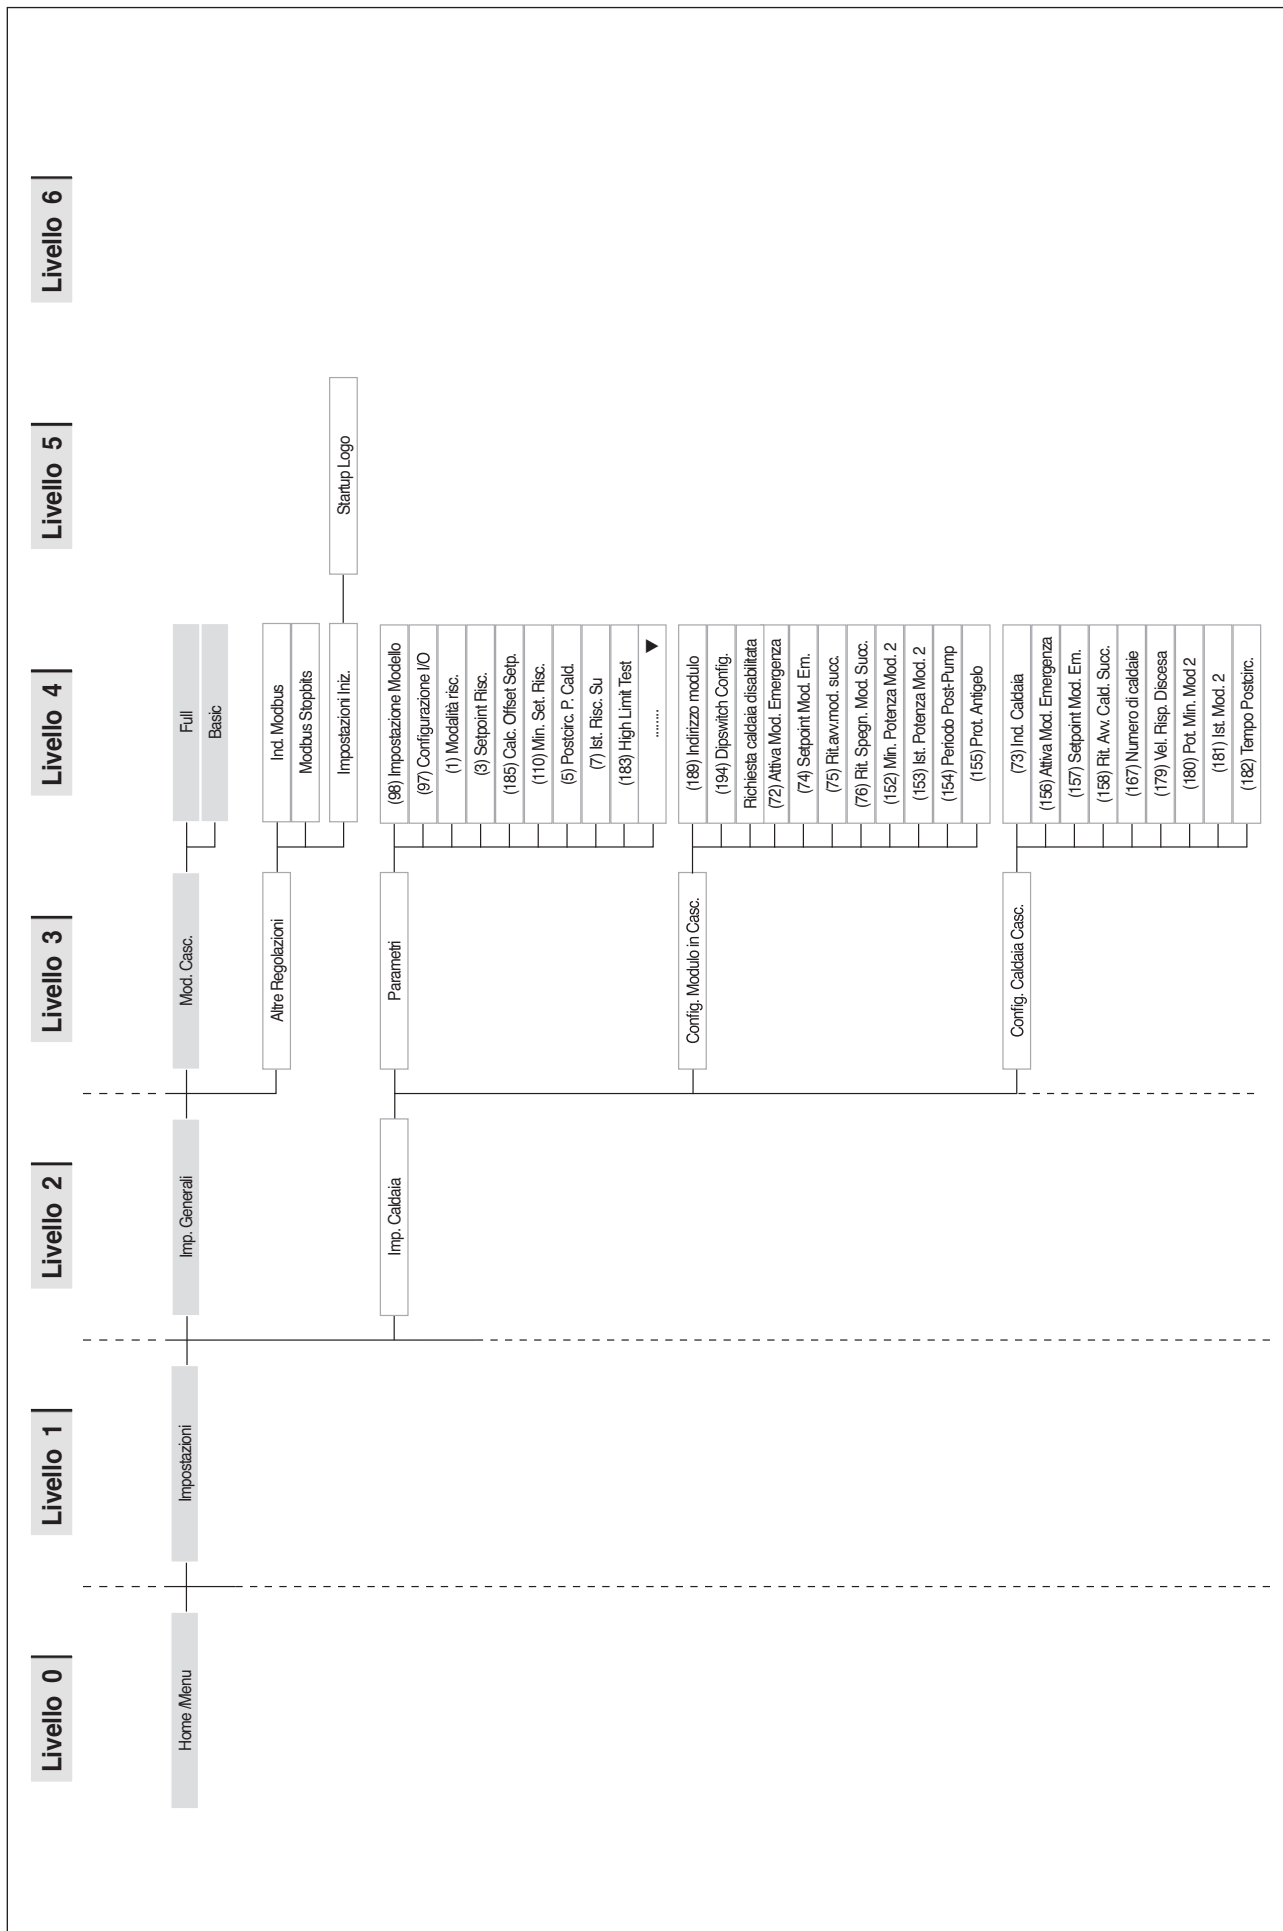 Livello 0
Livello 1
Livello 2
Livello 3
Livello 4
Livello 5
Livello 6
Home /Menu
Impostazioni
Imp. Generali
Mod. Casc.
Full
Basic
Altre Regolazioni
Ind. Modbus
Modbus Stopbits
Impostazioni Iniz.
Startup Logo
Imp. Caldaia
Parametri
(98) Impostazione Modello
(97) Configurazione I/O
(1) Modalità risc.
(3) Setpoint Risc.
(185) Calc. Offset Setp.
(110) Min. Set. Risc.
(5) Postcirc. P. Cald.
(7) Ist. Risc. Su
(183) High Limit Test
........ ▼
Config. Modulo in Casc.
(189) Indirizzo modulo
(194) Dipswitch Config.
Richiesta caldaia disabilitata
(72) Attiva Mod. Emergenza
(74) Setpoint Mod. Em.
(75) Rit.avv.mod. succ.
(76) Rit. Spegn. Mod. Succ.
(152) Min. Potenza Mod. 2
(153) Ist. Potenza Mod. 2
(154) Periodo Post-Pump
(155) Prot. Antigelo
Config. Caldaia Casc.
(73) Ind. Caldaia
(156) Attiva Mod. Emergenza
(157) Setpoint Mod. Em.
(158) Rit. Avv. Cald. Succ.
(167) Numero di caldaie
(179) Vel. Risp. Discesa
(180) Pot. Min. Mod 2
(181) Ist. Mod. 2
(182) Tempo Postcirc.